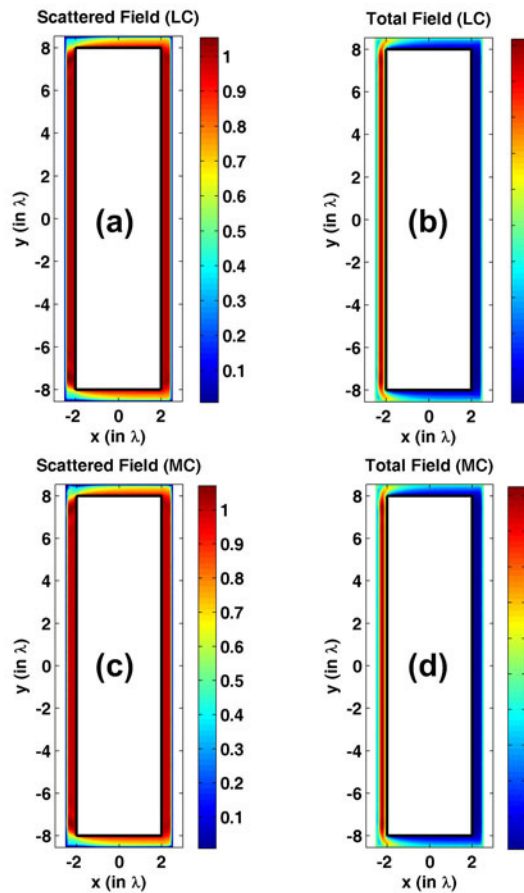 Scattered Field (LC)
8
6
4
2
0
-2
-4
-6
-8
y (in λ)
(a)
-2 0 2
x (in λ)
1
0.9
0.8
0.7
0.6
0.5
0.4
0.3
0.2
0.1
Total Field (LC)
8
6
4
2
0
-2
-4
-6
-8
y (in λ)
(b)
-2 0 2
x (in λ)
Scattered Field (MC)
8
6
4
2
0
-2
-4
-6
-8
y (in λ)
(c)
-2 0 2
x (in λ)
1
0.9
0.8
0.7
0.6
0.5
0.4
0.3
0.2
0.1
Total Field (MC)
8
6
4
2
0
-2
-4
-6
-8
y (in λ)
(d)
-2 0 2
x (in λ)